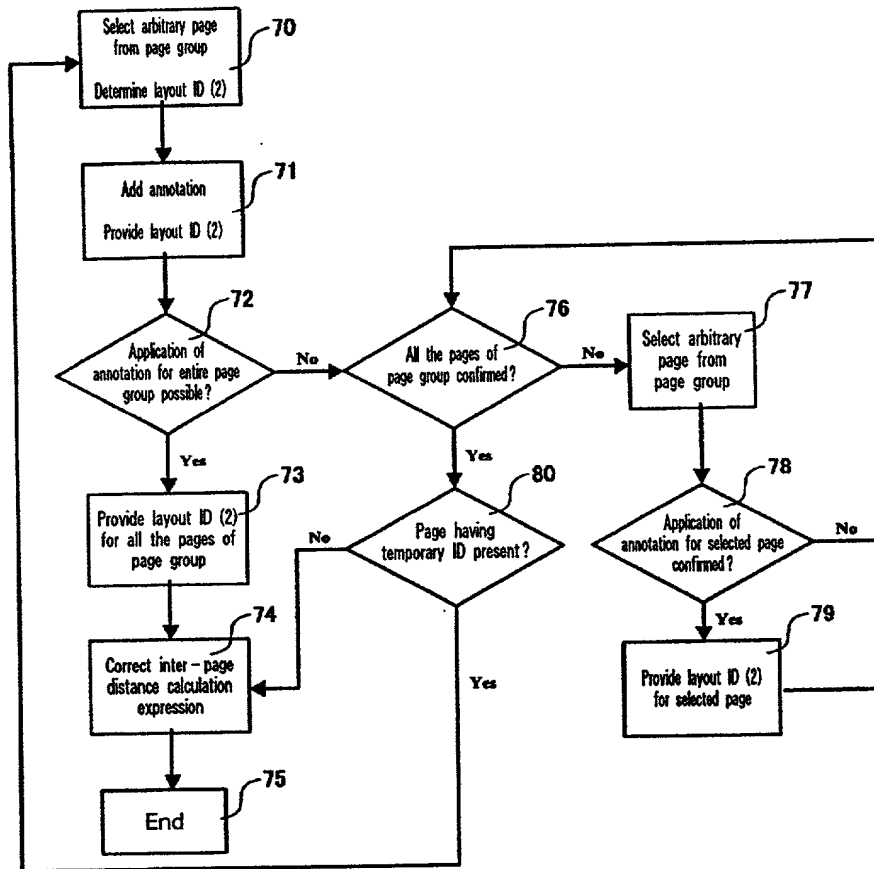 Select arbitrary page
from page group
Determine layout ID (2)
70
Add annotation
Provide layout ID (2)
71
Application of
annotation for entire page
group possible?
72
No
Yes
Provide layout ID (2)
for all the pages of
page group
73
Correct inter-page
distance calculation
expression
74
End
75
All the pages of
page group confirmed?
76
No
Yes
Page having
temporary ID present?
80
No
Yes
Select arbitrary
page from
page group
77
Application of
annotation for selected page
confirmed?
78
No
Yes
Provide layout ID (2)
for selected page
79